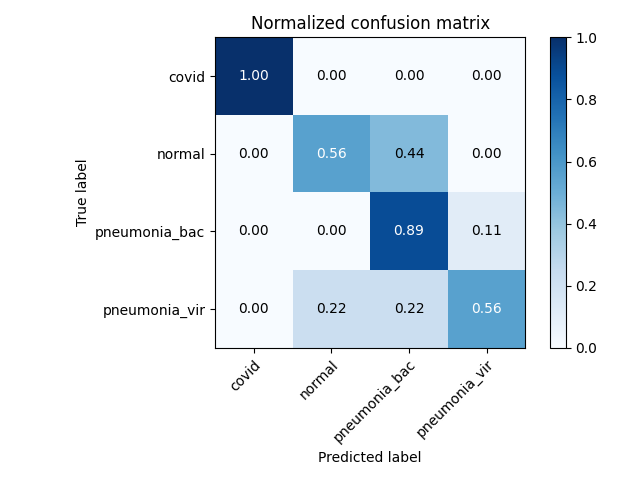 Normalized confusion matrix
True label
covid 1.00 0.00 0.00 0.00
normal 0.00 0.56 0.44 0.00
pneumonia_bac 0.00 0.00 0.89 0.11
pneumonia_vir 0.00 0.22 0.22 0.56
covid normal pneumonia_bac pneumonia_vir
Predicted label
1.0
0.8
0.6
0.4
0.2
0.0